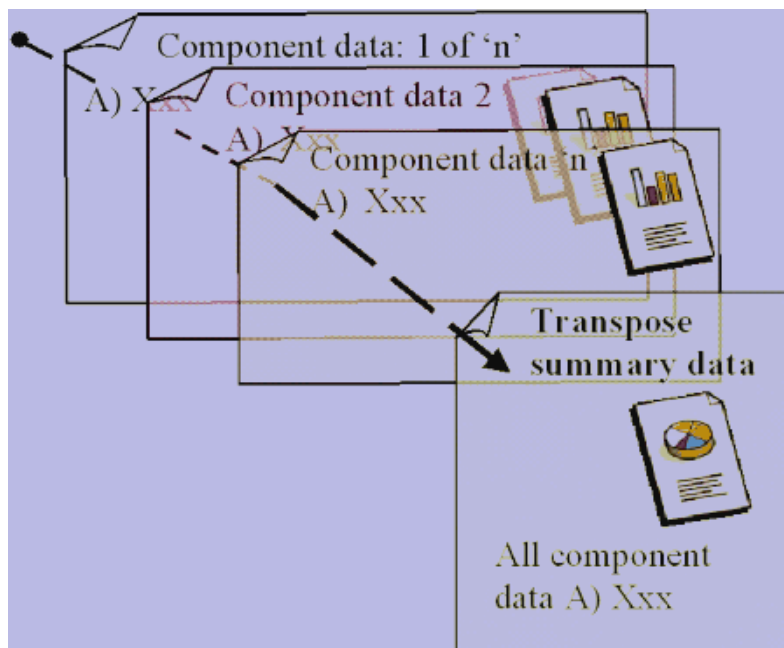 Component data: 1 of ‘n’
A) Xxx
Component data 2
A) Xxx
Component data n
A) Xxx
Transpose
summary data
All component
data A) Xxx